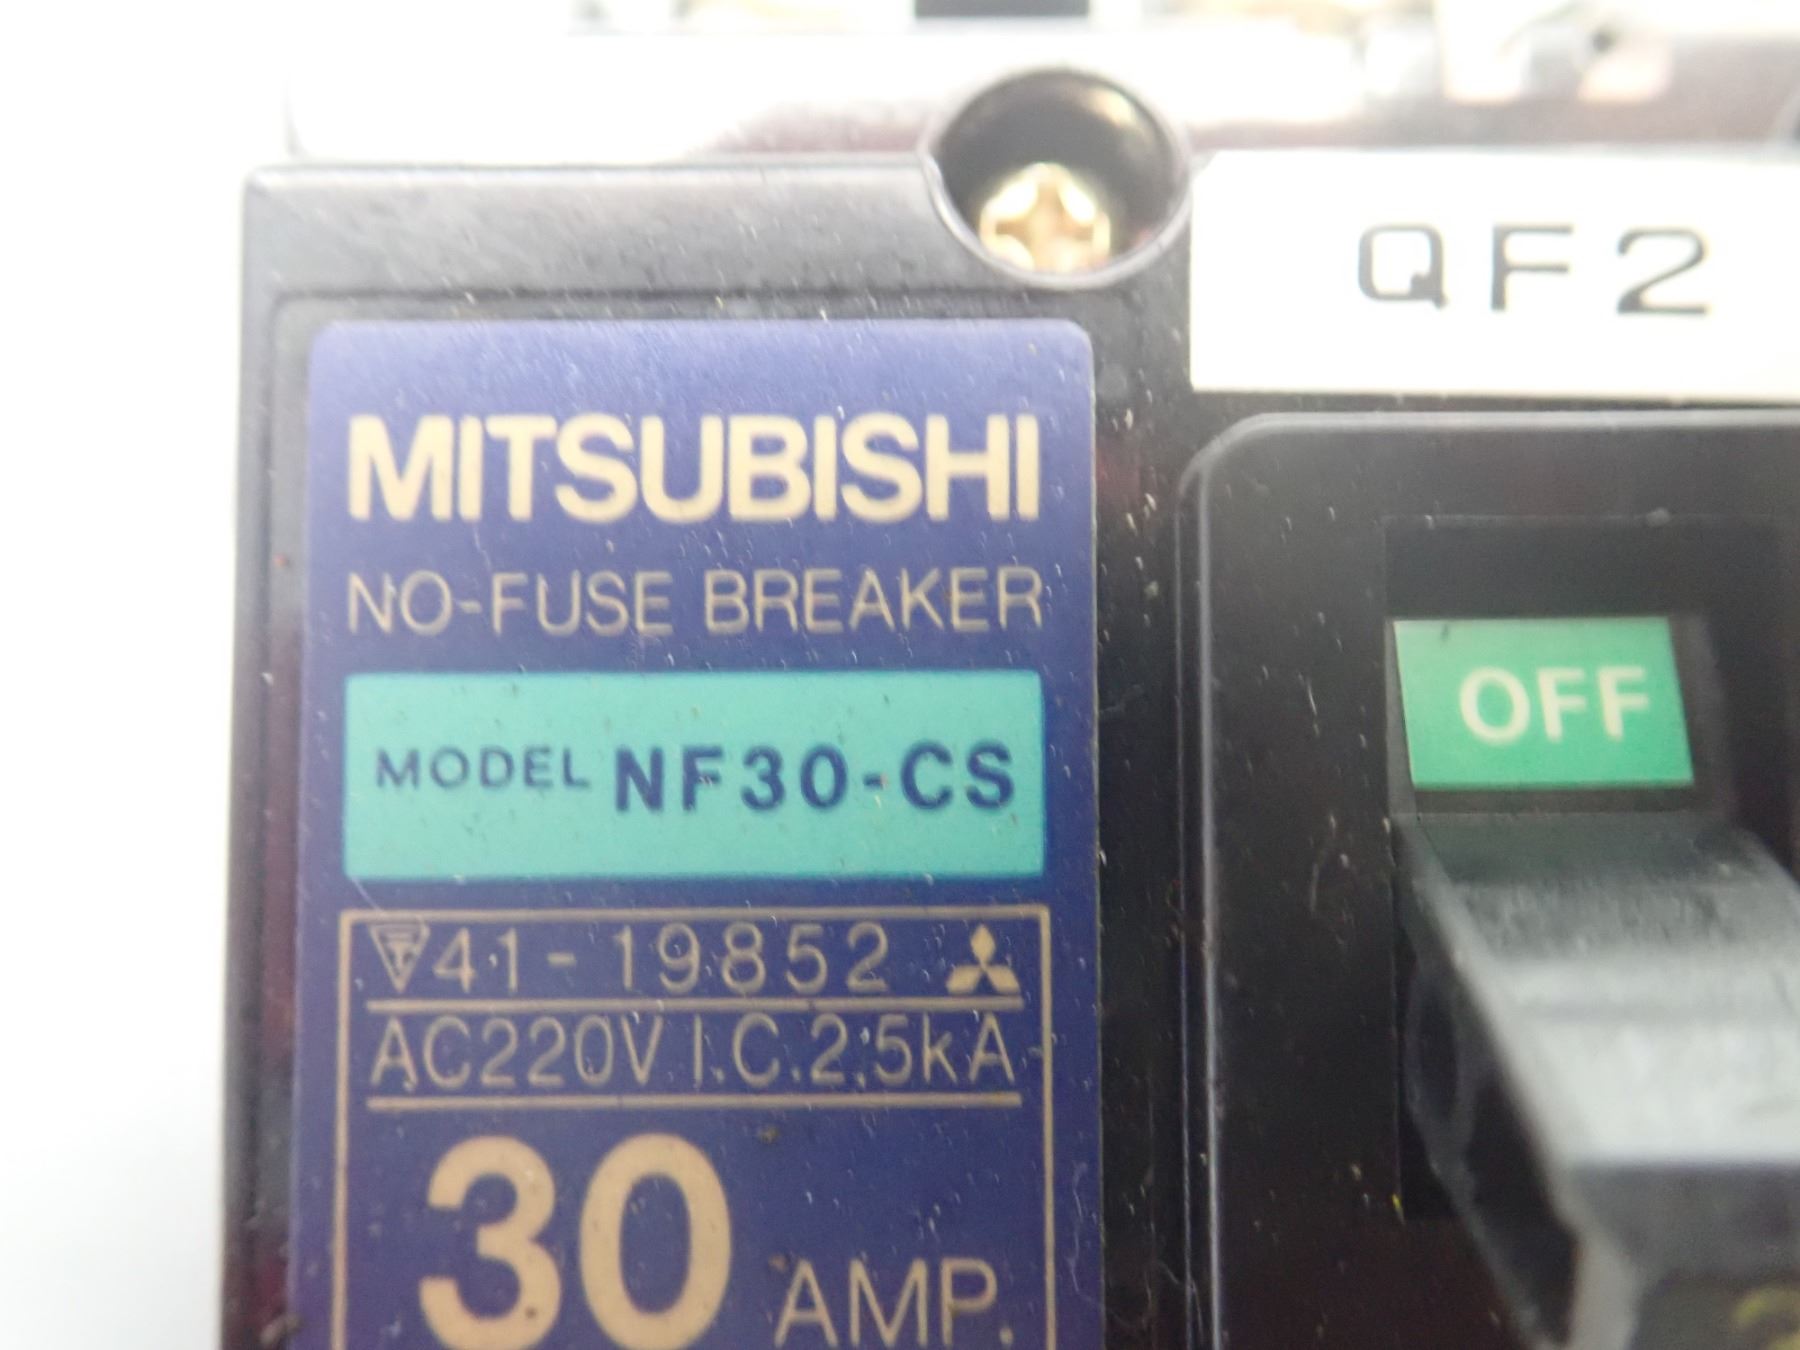 QF2
MITSUBISHI
NO-FUSE BREAKER
MODEL NF30-CS
41-19852
AC220V I.C.2.5kA
30 AMP.
OFF